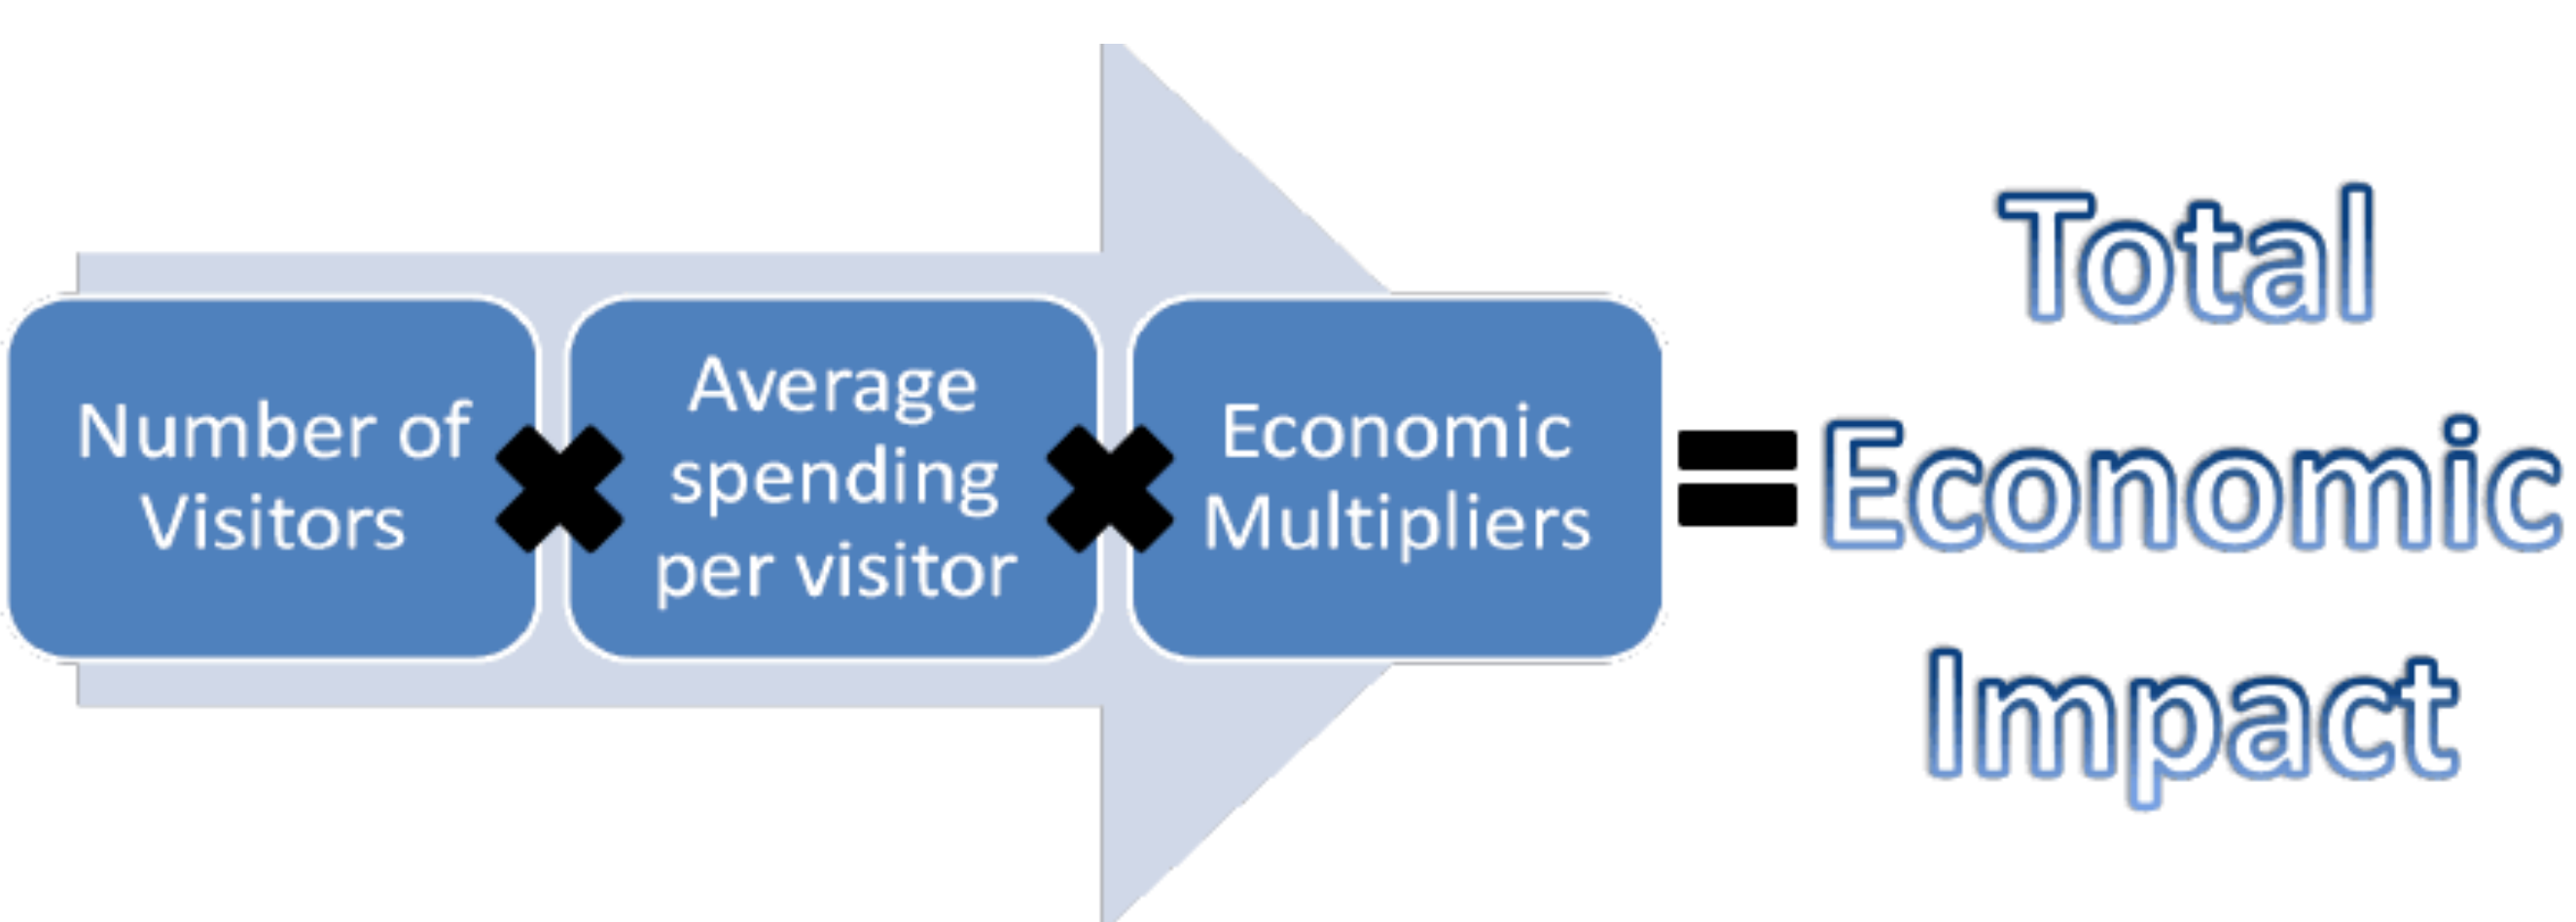 Number of
Visitors
Average
spending
per visitor
Economic
Multipliers
=
Total
Economic
Impact